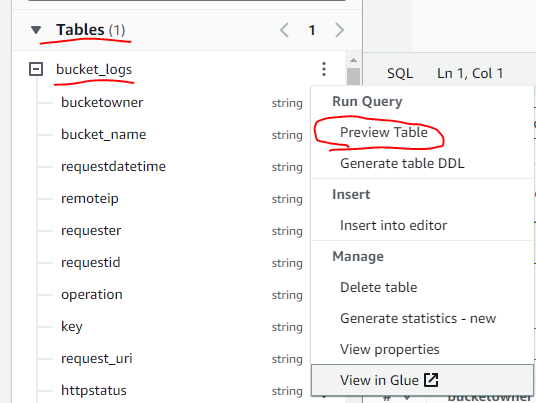 Tables (1)
1
bucket_logs
SQL Ln 1, Col 1
bucketowner string
bucket_name string
requestdatetime string
remoteip string
requester string
requestid string
operation string
key string
request_uri string
httpstatus string
Run Query
Preview Table
Generate table DDL
Insert
Insert into editor
Manage
Delete table
Generate statistics - new
View properties
View in Glue
# bucketowner